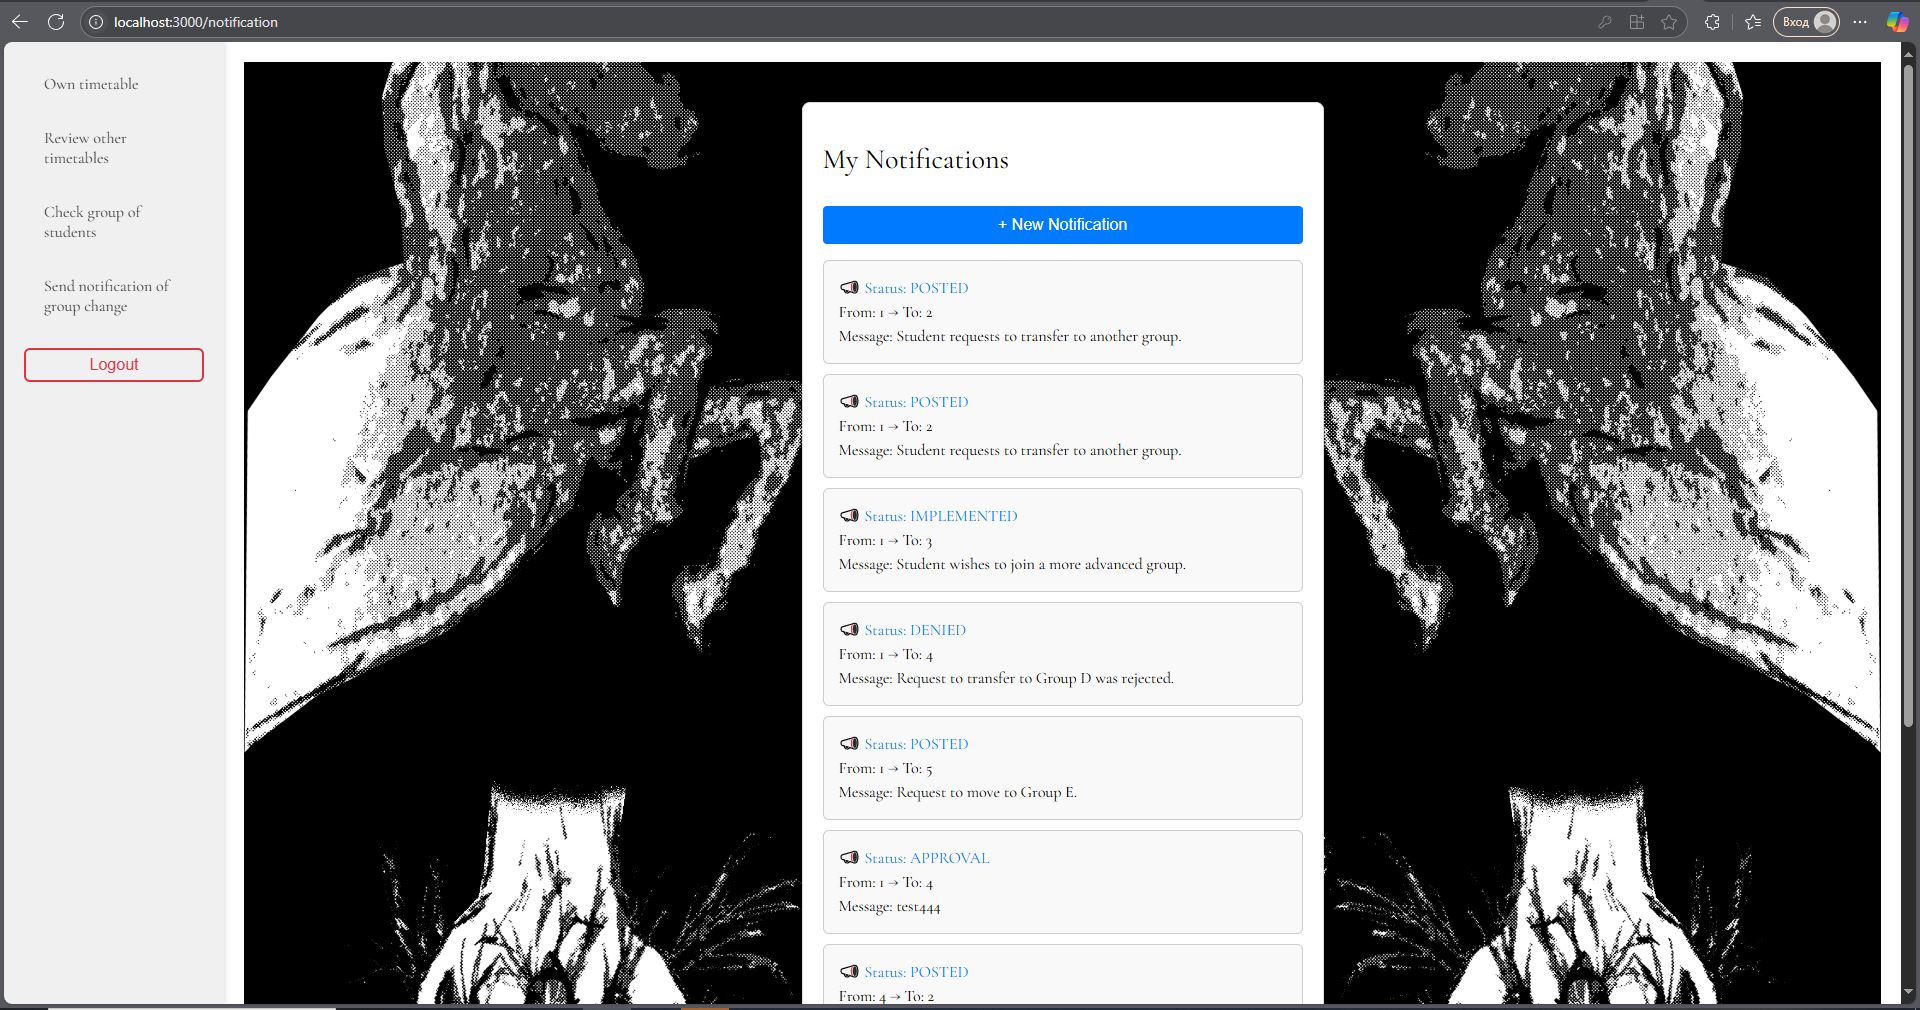 localhost:3000/notification
Вход
Own timetable
Review other
timetables
Check group of
students
Send notification of
group change
Logout
My Notifications
+ New Notification
Status: POSTED
From: 1 → To: 2
Message: Student requests to transfer to another group.
Status: POSTED
From: 1 → To: 2
Message: Student requests to transfer to another group.
Status: IMPLEMENTED
From: 1 → To: 3
Message: Student wishes to join a more advanced group.
Status: DENIED
From: 1 → To: 4
Message: Request to transfer to Group D was rejected.
Status: POSTED
From: 1 → To: 5
Message: Request to move to Group E.
Status: APPROVAL
From: 1 → To: 4
Message: test444
Status: POSTED
From: 4 → To: 2